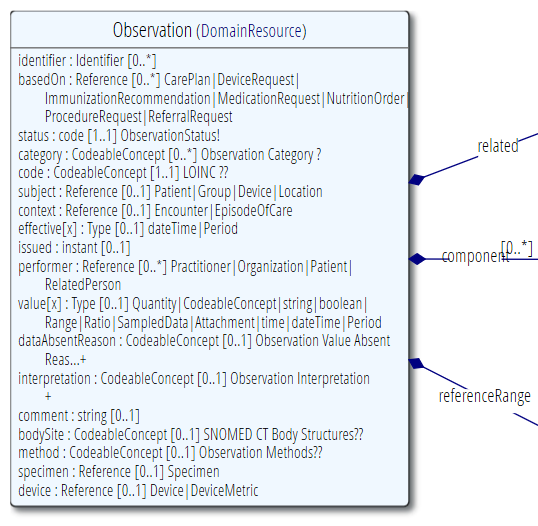 Observation (DomainResource)
identifier : Identifier [0..*]
basedOn : Reference [0..*] CarePlan|DeviceRequest|
ImmunizationRecommendation|MedicationRequest|NutritionOrder|
ProcedureRequest|ReferralRequest
status : code [1..1] ObservationStatus!
category : CodeableConcept [0..*] Observation Category ?
code : CodeableConcept [1..1] LOINC ??
subject : Reference [0..1] Patient|Group|Device|Location
context : Reference [0..1] Encounter|EpisodeOfCare
effective[x] : Type [0..1] dateTime|Period
issued : instant [0..1]
performer : Reference [0..*] Practitioner|Organization|Patient|
RelatedPerson
value[x] : Type [0..1] Quantity|CodeableConcept|string|boolean|
Range|Ratio|SampledData|Attachment|time|dateTime|Period
dataAbsentReason : CodeableConcept [0..1] Observation Value Absent
Reas...+
interpretation : CodeableConcept [0..1] Observation Interpretation
+
comment : string [0..1]
bodySite : CodeableConcept [0..1] SNOMED CT Body Structures??
method : CodeableConcept [0..1] Observation Methods??
specimen : Reference [0..1] Specimen
device : Reference [0..1] Device|DeviceMetric
related
component [0..*]
referenceRange